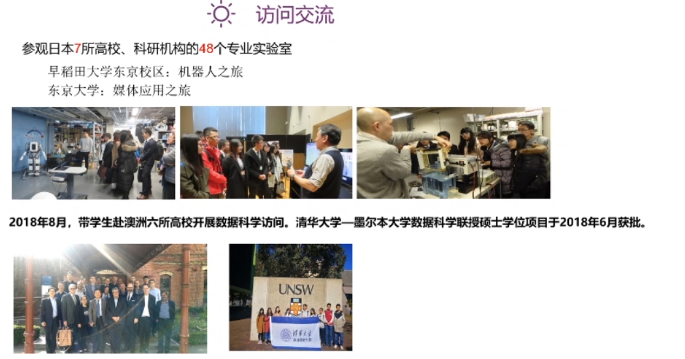 访问交流
参观日本7所高校、科研机构的48个专业实验室
早稻田大学东京校区：机器人之旅
东京大学：媒体应用之旅
2018年8月，带学生赴澳洲六所高校开展数据科学访问。清华大学—墨尔本大学数据科学联授硕士学位项目于2018年6月获批。
UNSW
清华大学